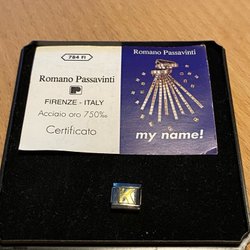 784 FI
Romano Passavinti
P
FIRENZE - ITALY
Acciaio oro 750‰
Certificato
Romano Passavinti
my name!
K